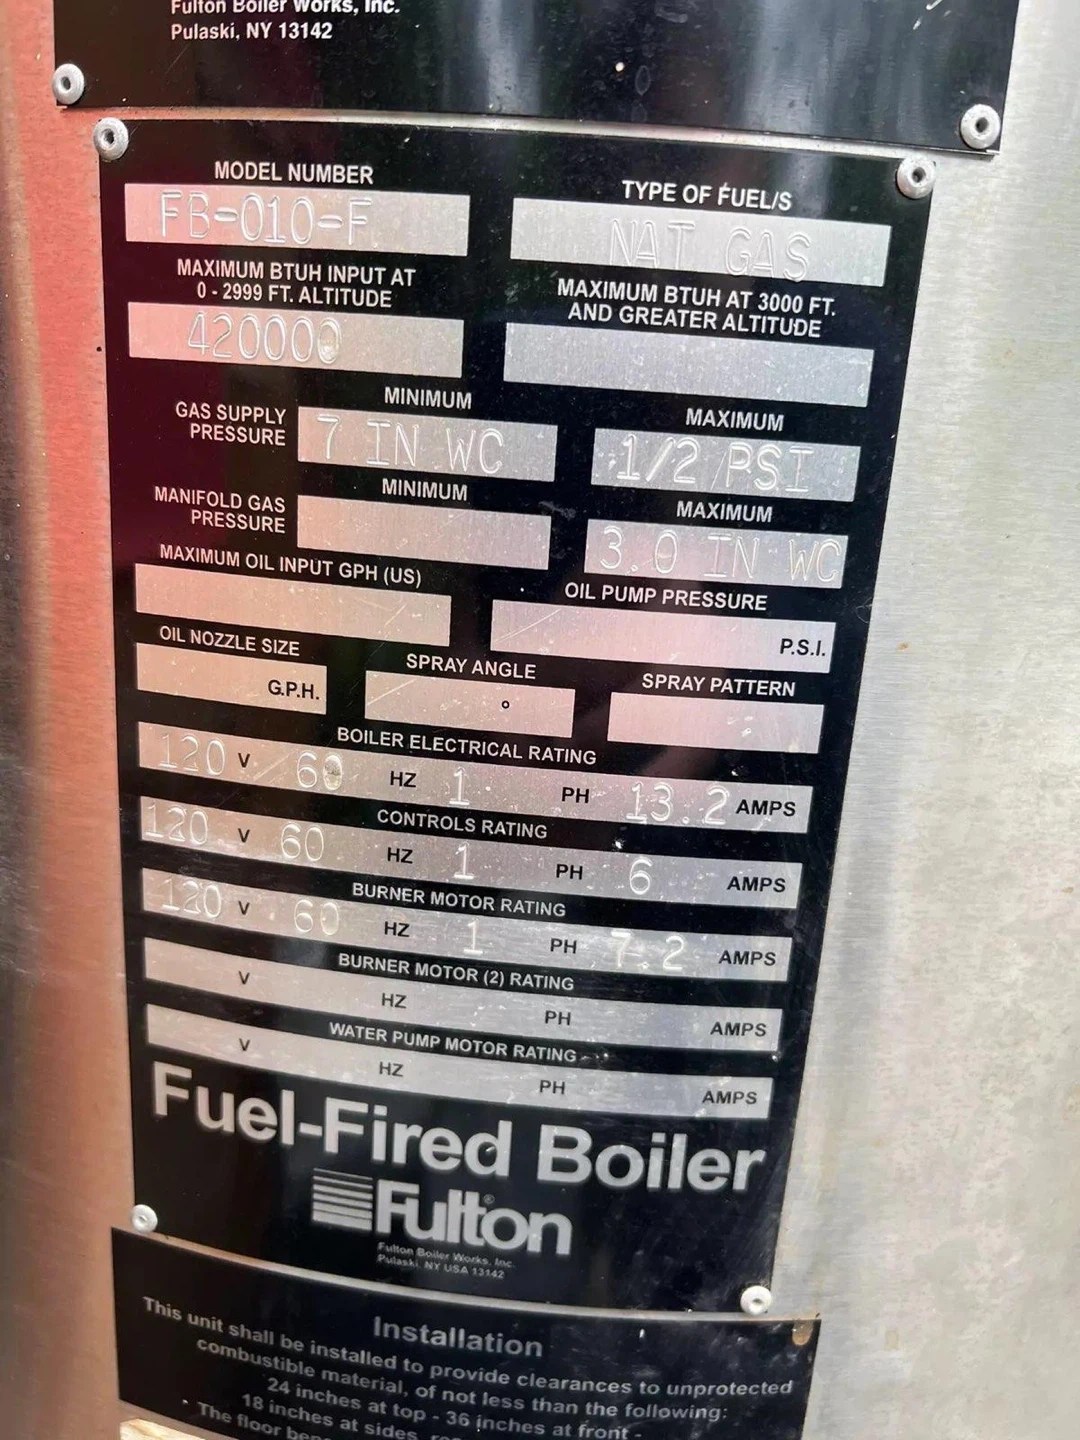 Fulton Boiler Works, Inc.
Pulaski, NY 13142
MODEL NUMBER
FB-010-F
TYPE OF FUEL/S
NAT GAS
MAXIMUM BTUH INPUT AT
0 - 2999 FT. ALTITUDE
420000
MAXIMUM BTUH AT 3000 FT.
AND GREATER ALTITUDE
GAS SUPPLY
PRESSURE
MINIMUM
7 IN WC
MAXIMUM
1/2 PSI
MANIFOLD GAS
PRESSURE
MINIMUM
MAXIMUM
3.0 IN WC
MAXIMUM OIL INPUT GPH (US)
OIL PUMP PRESSURE
P.S.I.
OIL NOZZLE SIZE
G.P.H.
SPRAY ANGLE
°
SPRAY PATTERN
BOILER ELECTRICAL RATING
120 V 60 HZ 1 PH 13.2 AMPS
CONTROLS RATING
120 V 60 HZ 1 PH 6 AMPS
BURNER MOTOR RATING
120 V 60 HZ 1 PH 7.2 AMPS
BURNER MOTOR (2) RATING
V HZ PH AMPS
WATER PUMP MOTOR RATING
V HZ PH AMPS
Fuel-Fired Boiler
Fulton®
Fulton Boiler Works, Inc.
Pulaski, NY USA 13142
Installation
This unit shall be installed to provide clearances to unprotected
combustible material, of not less than the following:
24 inches at top - 36 inches at front -
18 inches at sides,
· The floor